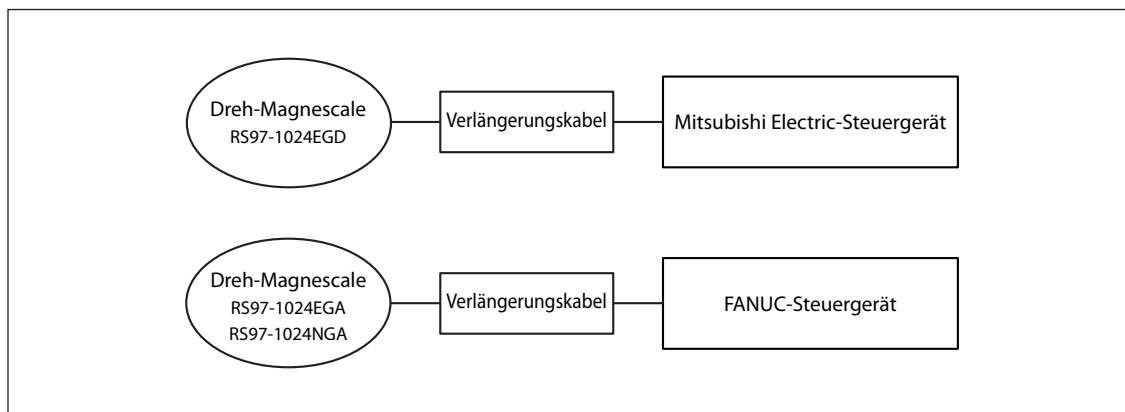 Dreh-Magnescale
RS97-1024EGD
Verlängerungskabel
Mitsubishi Electric-Steuergerät
Dreh-Magnescale
RS97-1024EGA
RS97-1024NGA
Verlängerungskabel
FANUC-Steuergerät